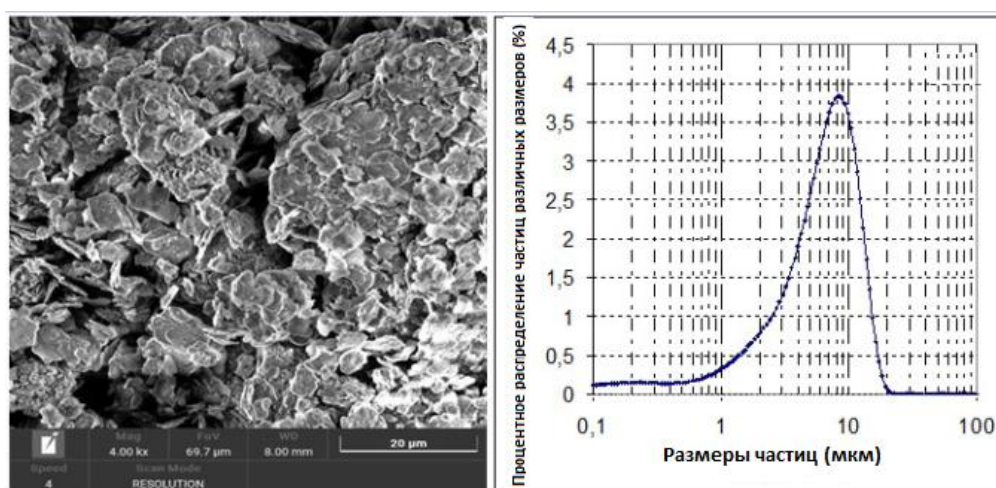 Mag
FoV
WD
4.00 kx
69.7 µm
8.00 mm
20 µm
Speed
Scan Mode
4
RESOLUTION
Процентное распределение частиц различных размеров (%)
4,5
4
3,5
3
2,5
2
1,5
1
0,5
0
0,1
1
10
100
Размеры частиц (мкм)